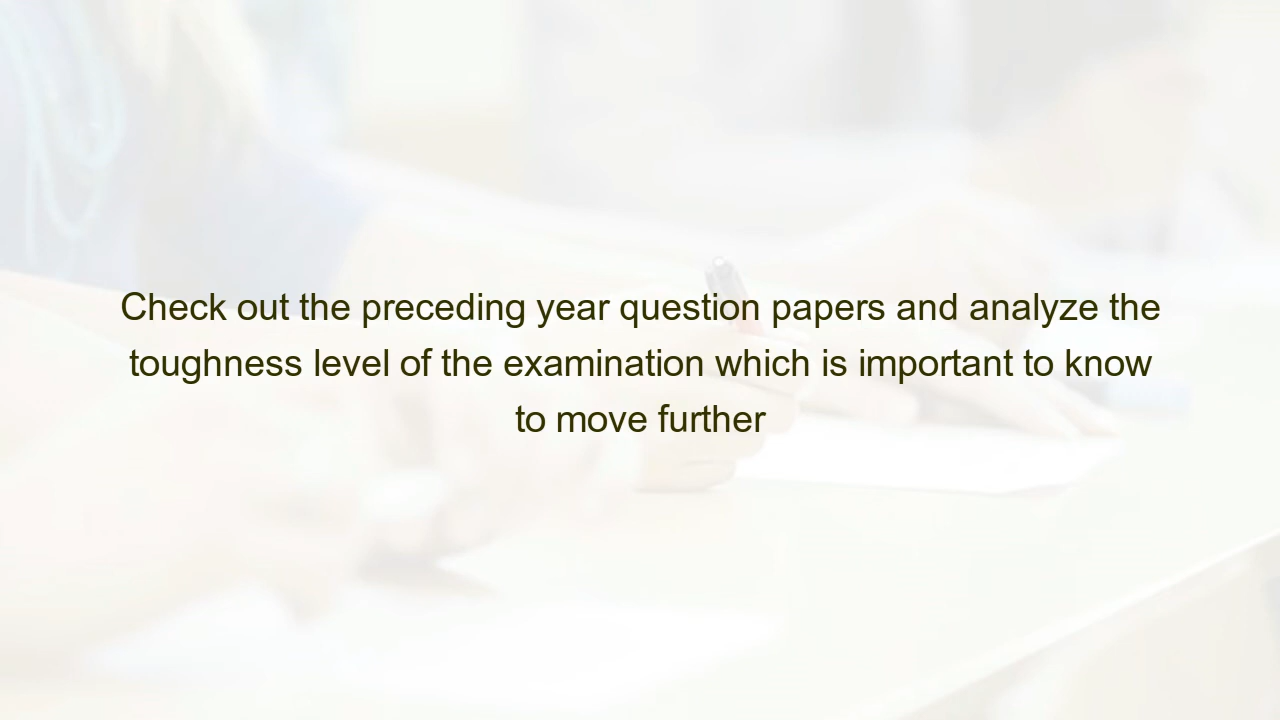 Check out the preceding year question papers and analyze the
toughness level of the examination which is important to know
to move further